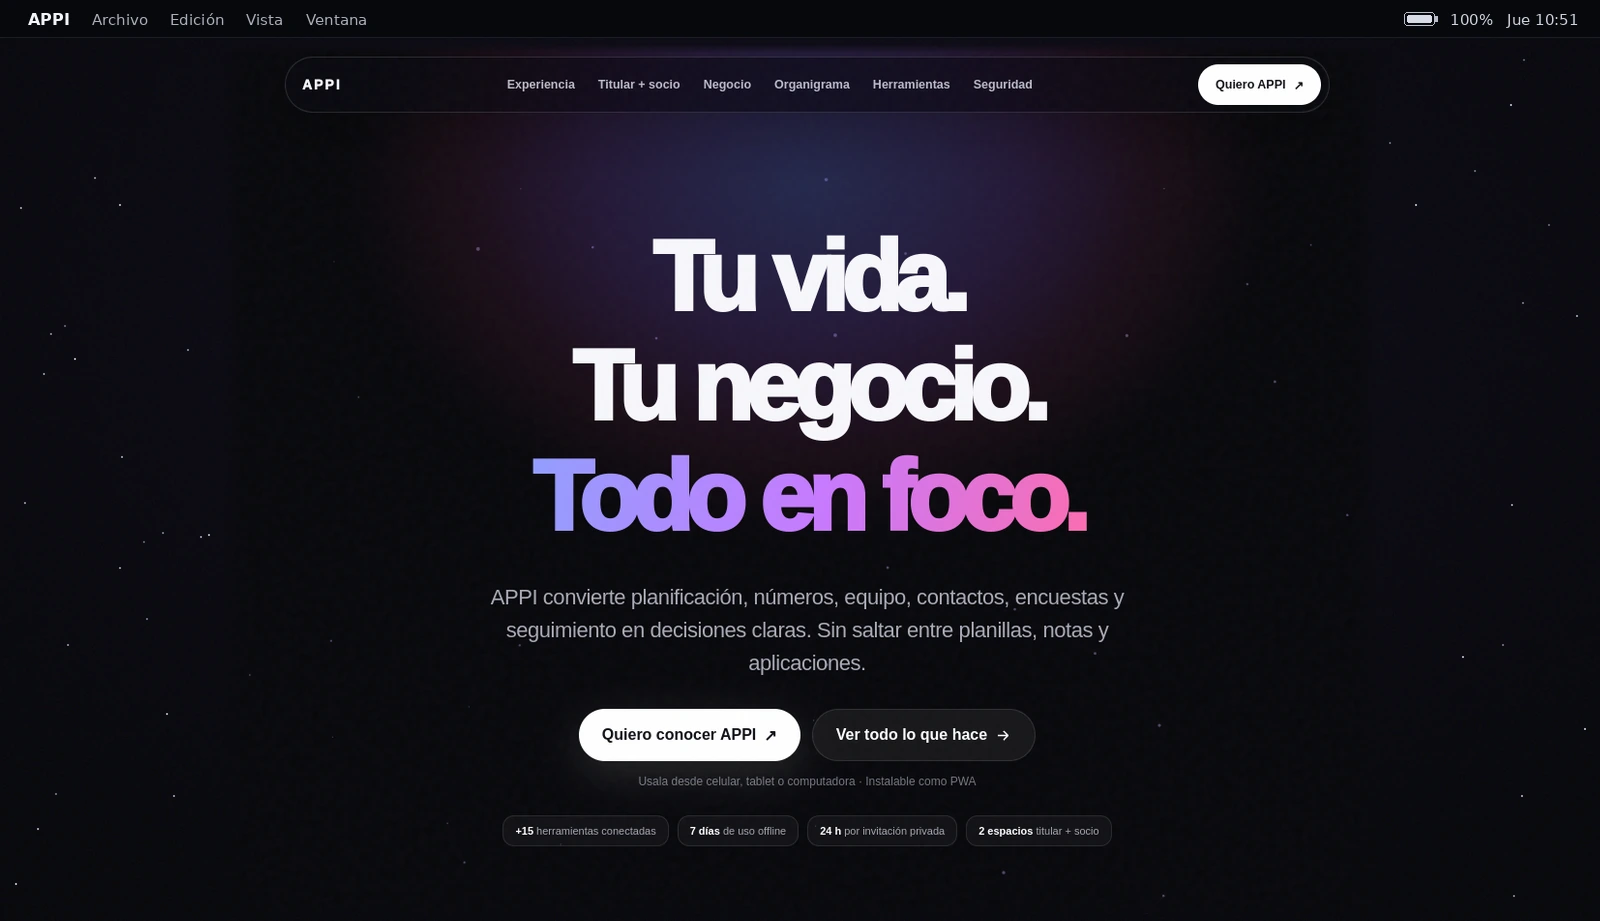 APPI Archivo Edición Vista Ventana 100% Jue 10:51
APPI Experiencia Titular + socio Negocio Organigrama Herramientas Seguridad Quiero APPI ↗
Tu vida.
Tu negocio.
Todo en foco.
APPI convierte planificación, números, equipo, contactos, encuestas y
seguimiento en decisiones claras. Sin saltar entre planillas, notas y
aplicaciones.
Quiero conocer APPI ↗ Ver todo lo que hace →
Usala desde celular, tablet o computadora · Instalable como PWA
+15 herramientas conectadas 7 días de uso offline 24 h por invitación privada 2 espacios titular + socio